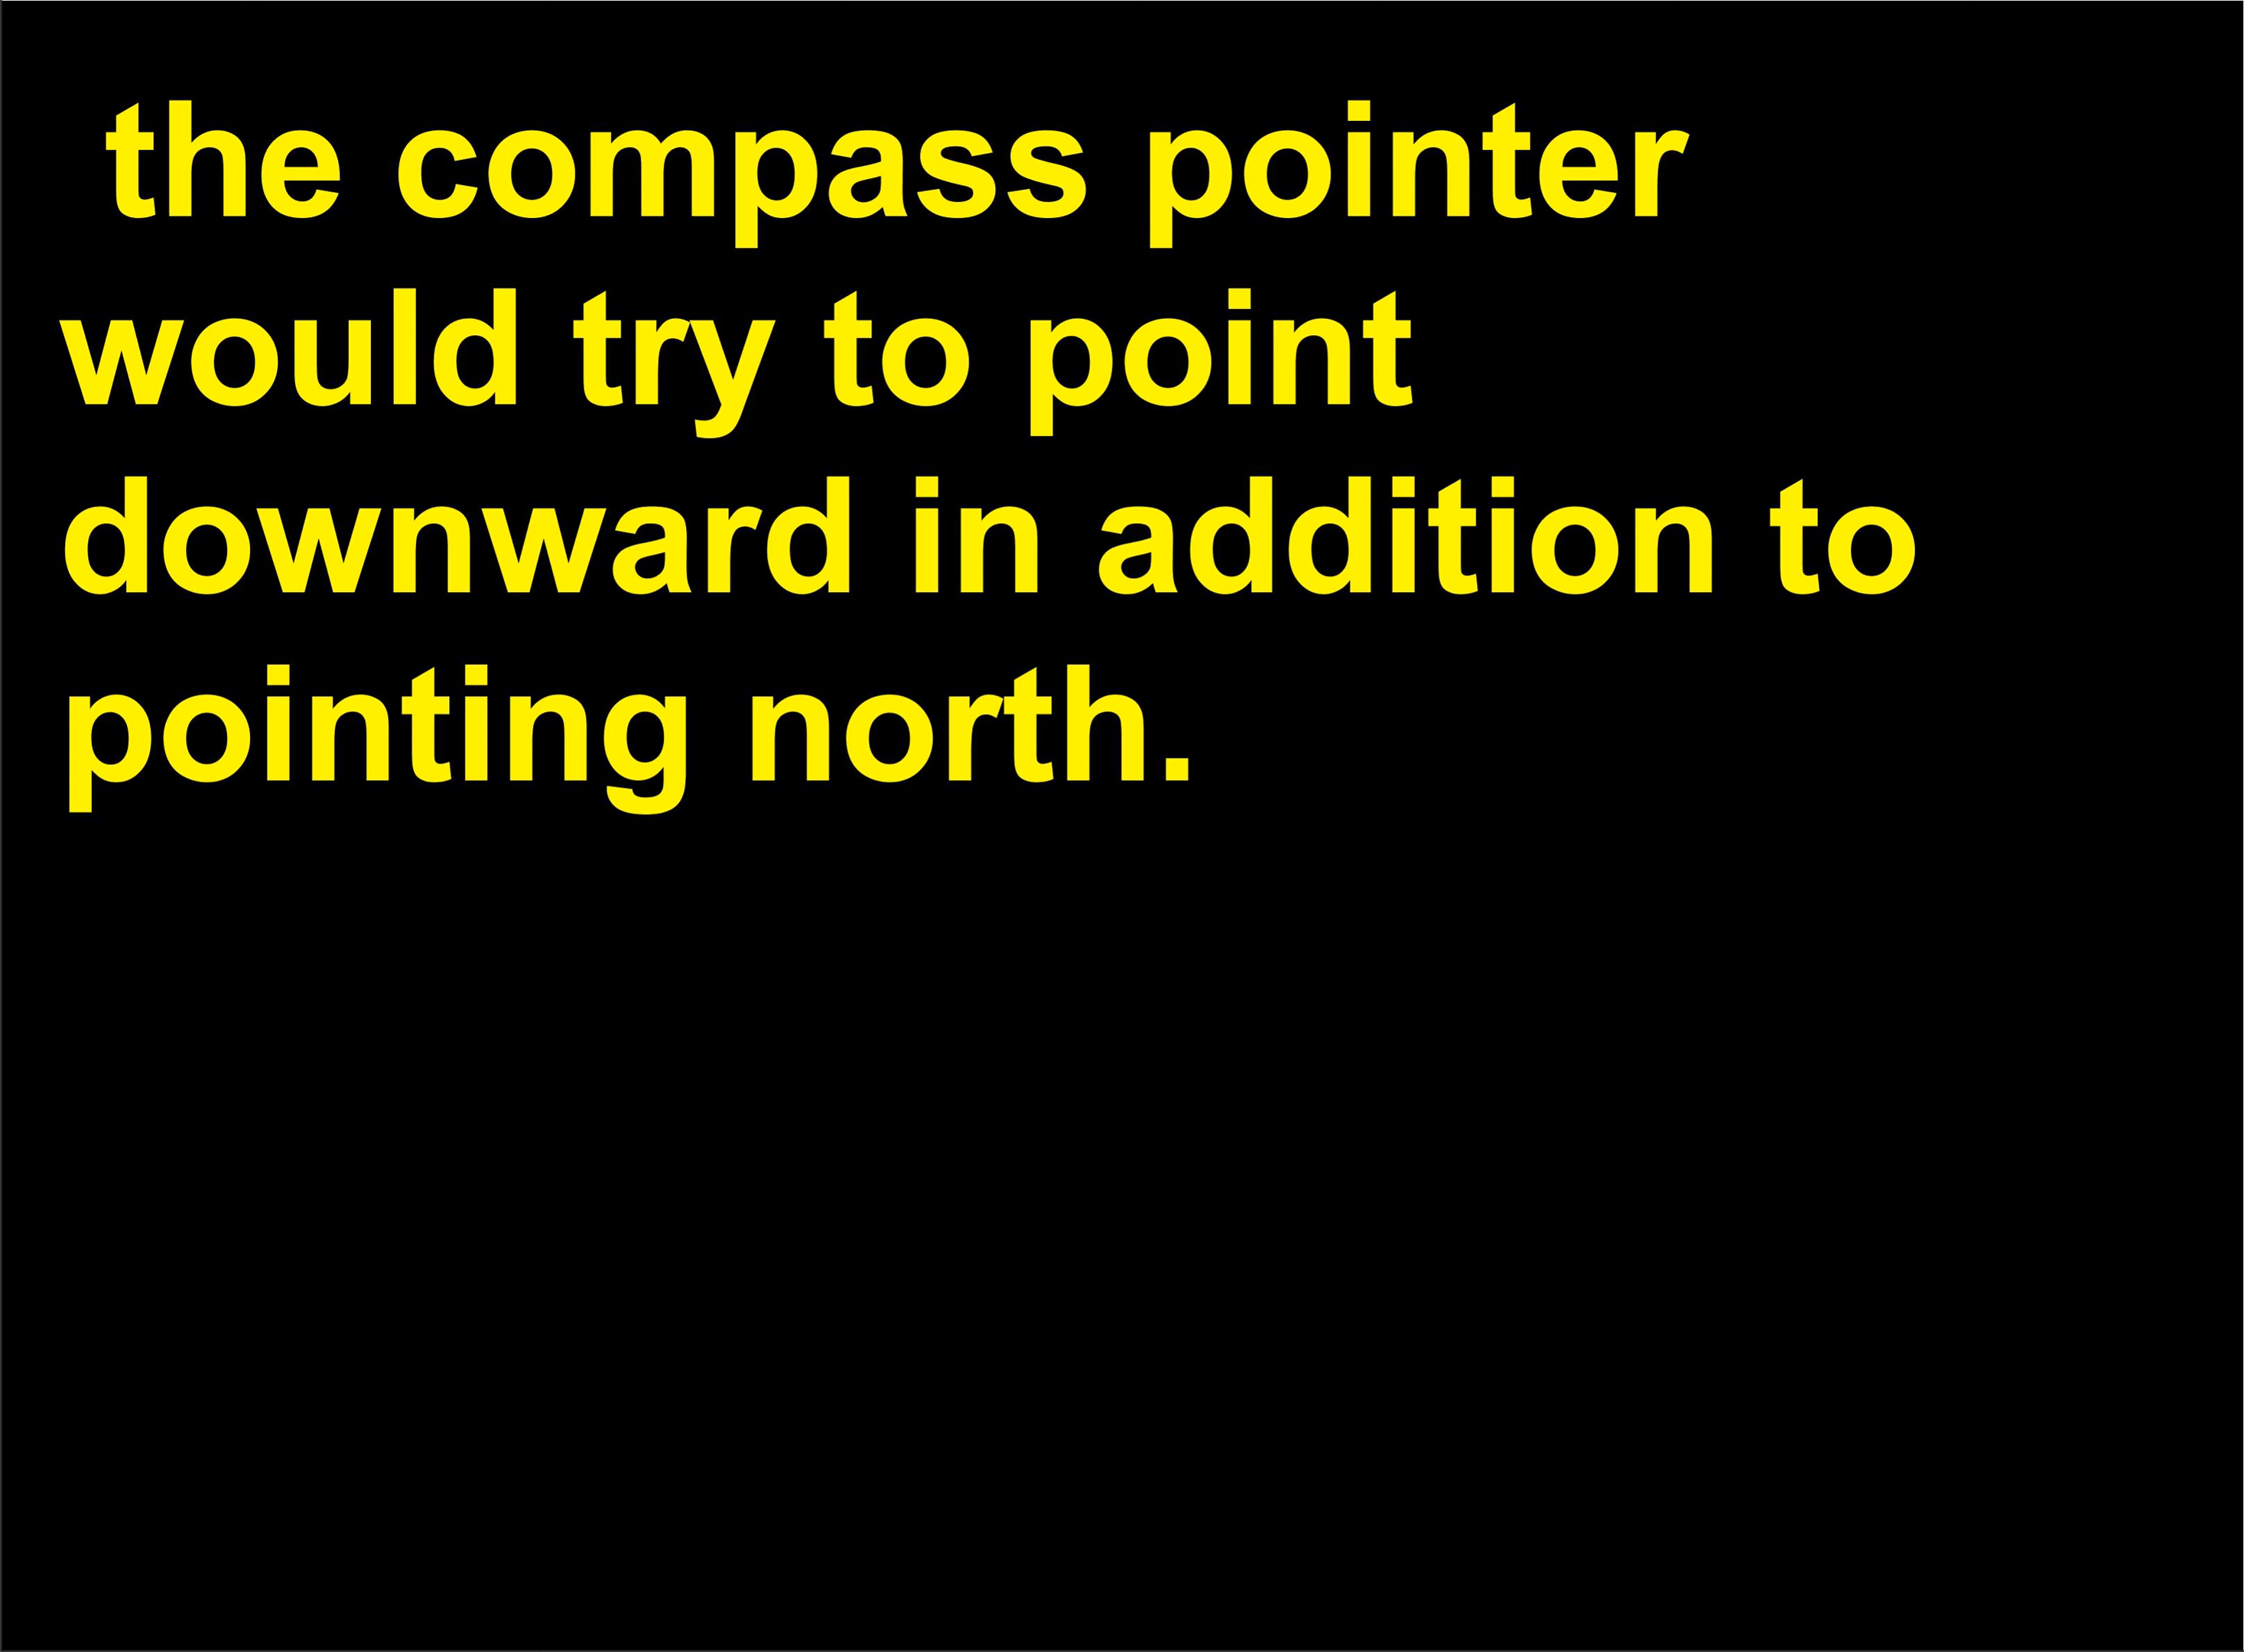 the compass pointer
would try to point
downward in addition to
pointing north.